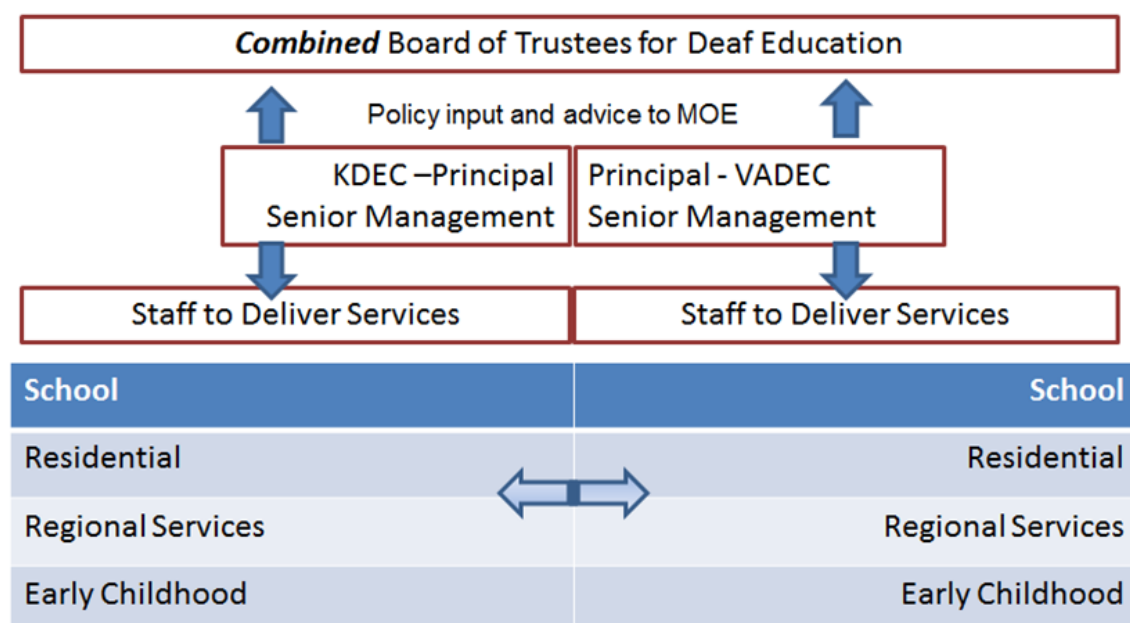 Combined Board of Trustees for Deaf Education
Policy input and advice to MOE
KDEC –Principal
Senior Management
Principal - VADEC
Senior Management
Staff to Deliver Services
Staff to Deliver Services
School
School
Residential
Residential
Regional Services
Regional Services
Early Childhood
Early Childhood